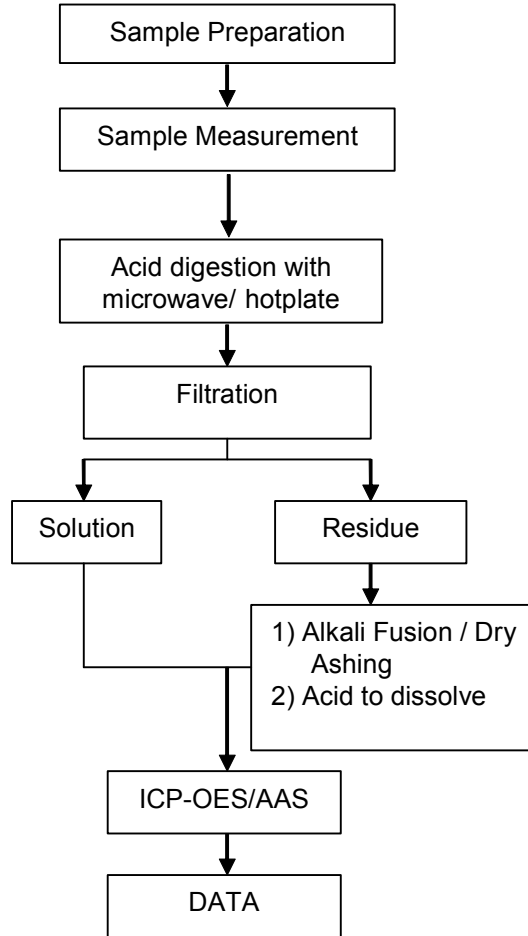 Sample Preparation
Sample Measurement
Acid digestion with
microwave/ hotplate
Filtration
Solution
Residue
1) Alkali Fusion / Dry
Ashing
2) Acid to dissolve
ICP-OES/AAS
DATA